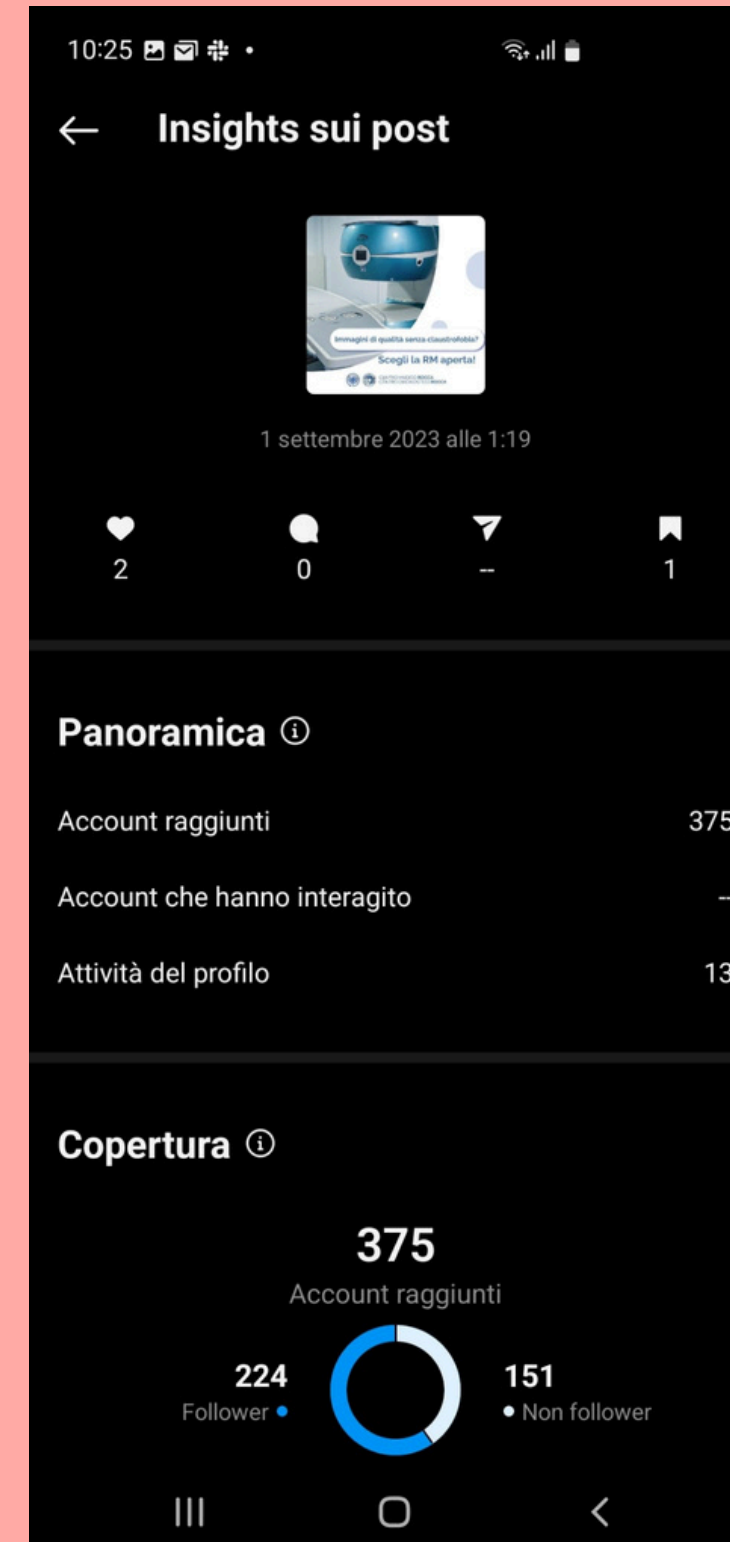 10:25
Insights sui post
Immagini di qualità senza claustrofobia?
Scegli la RM aperta!
1 settembre 2023 alle 1:19
2 0 -- 1
Panoramica
Account raggiunti 375
Account che hanno interagito --
Attività del profilo 13
Copertura
375
Account raggiunti
224 151
Follower Non follower